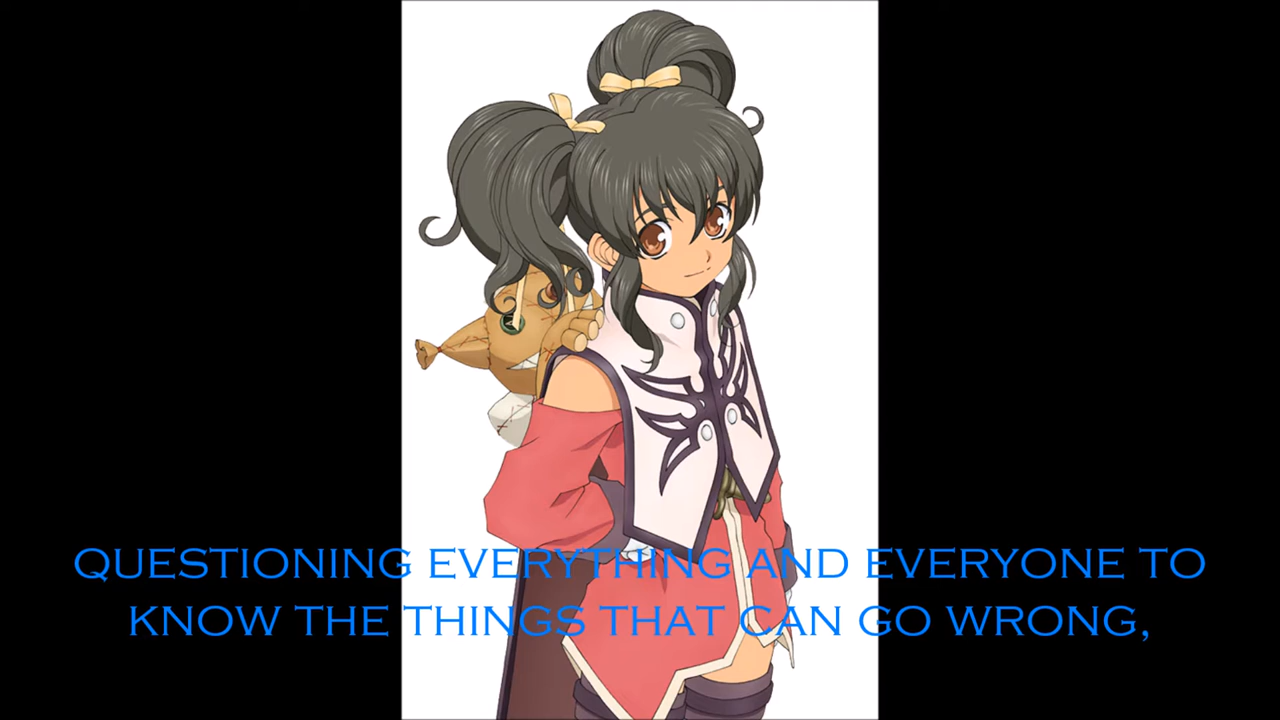 QUESTIONING EVERYTHING AND EVERYONE TO
KNOW THE THINGS THAT CAN GO WRONG,